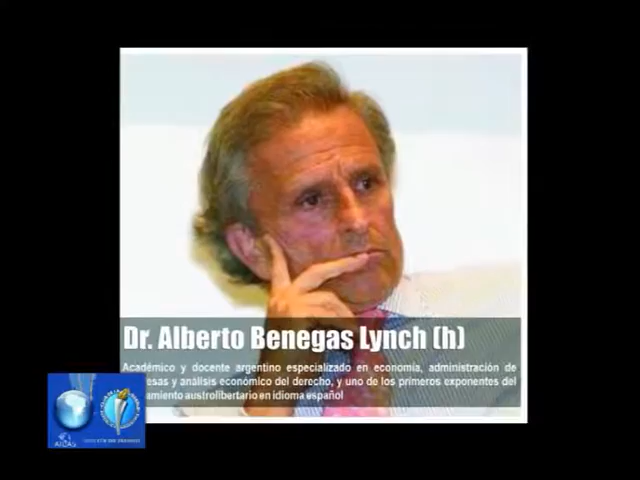 Dr. Alberto Benegas Lynch (h)
Académico y docente argentino especializado en economía, administración de
esas y análisis económico del derecho, y uno de los primeros exponentes del
amiento austrolibertario en idioma español
ATLAS